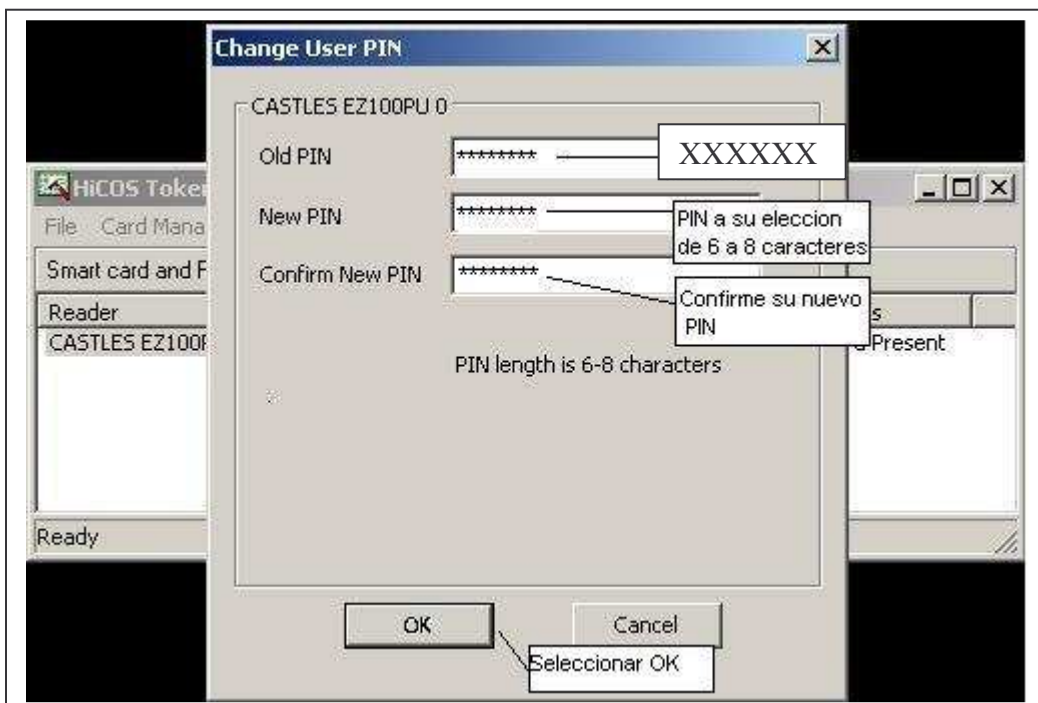 Change User PIN
CASTLES EZ100PU 0
Old PIN
********
XXXXXX
HiCOS Toke
New PIN
********
PIN a su eleccion
de 6 a 8 caracteres
File Card Mana
Smart card and
Confirm New PIN
********
Confirme su nuevo
PIN
Reader
CASTLES EZ100
Present
PIN length is 6-8 characters
Ready
OK
Cancel
Seleccionar OK